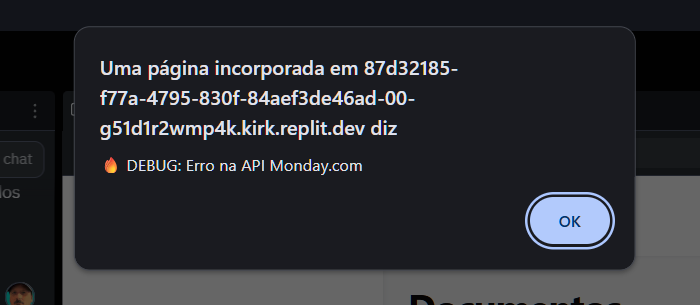 Uma página incorporada em 87d32185-
f77a-4795-830f-84aef3de46ad-00-
g51d1r2wmp4k.kirk.replit.dev diz
🔥 DEBUG: Erro na API Monday.com
chat
ios
OK
Documentos